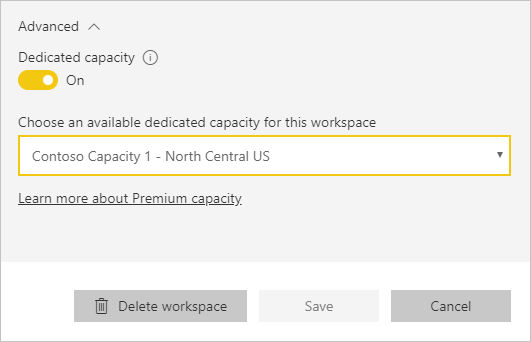 Advanced
Dedicated capacity
On
Choose an available dedicated capacity for this workspace
Contoso Capacity 1 - North Central US
Learn more about Premium capacity
Delete workspace Save Cancel